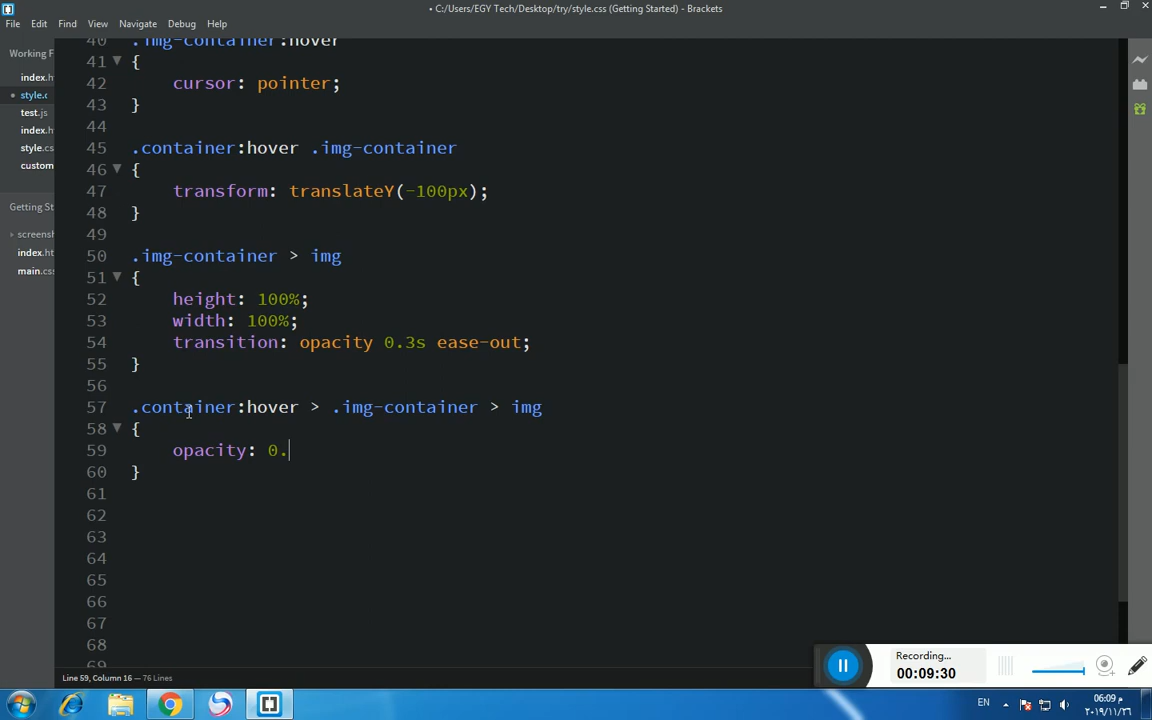 • C:/Users/EGY Tech/Desktop/try/style.css (Getting Started) - Brackets
File Edit Find View Navigate Debug Help
Working F
index.h
• style.c
test.js
index.h
style.cs
custom
Getting St
screensh
index.ht
main.css
40 .img-container:hover
41 {
42 cursor: pointer;
43 }
44
45 .container:hover .img-container
46 {
47 transform: translateY(-100px);
48 }
49
50 .img-container > img
51 {
52 height: 100%;
53 width: 100%;
54 transition: opacity 0.3s ease-out;
55 }
56
57 .container:hover > .img-container > img
58 {
59 opacity: 0.
60 }
61
62
63
64
65
66
67
68
69
Line 59, Column 16 — 76 Lines
Recording...
00:09:30
EN
06:09 م
٢٠١٩/١١/٢٦